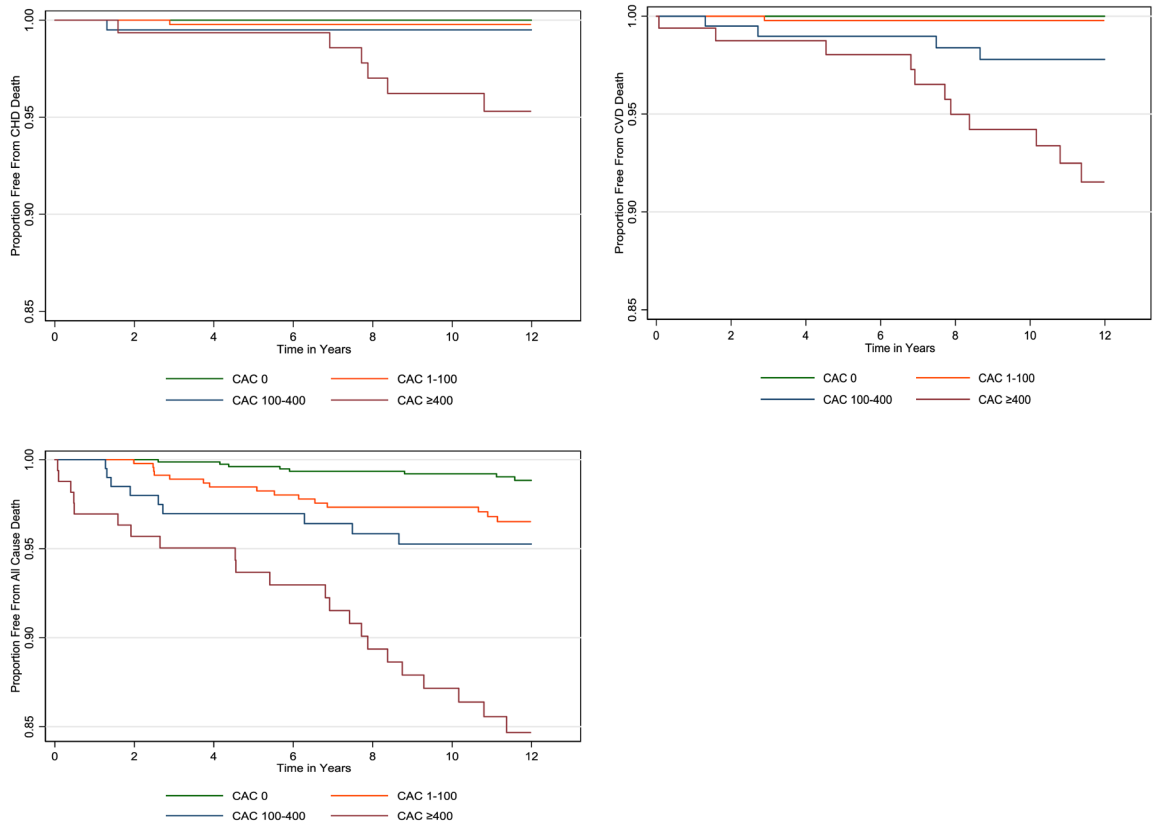 Proportion Free From CHD Death
1.00
0.95
0.90
0.85
0 2 4 6 8 10 12
Time in Years
CAC 0 CAC 1-100
CAC 100-400 CAC ≥400
Proportion Free From CVD Death
1.00
0.95
0.90
0.85
0 2 4 6 8 10 12
Time in Years
CAC 0 CAC 1-100
CAC 100-400 CAC ≥400
Proportion Free From All Cause Death
1.00
0.95
0.90
0.85
0 2 4 6 8 10 12
Time in Years
CAC 0 CAC 1-100
CAC 100-400 CAC ≥400